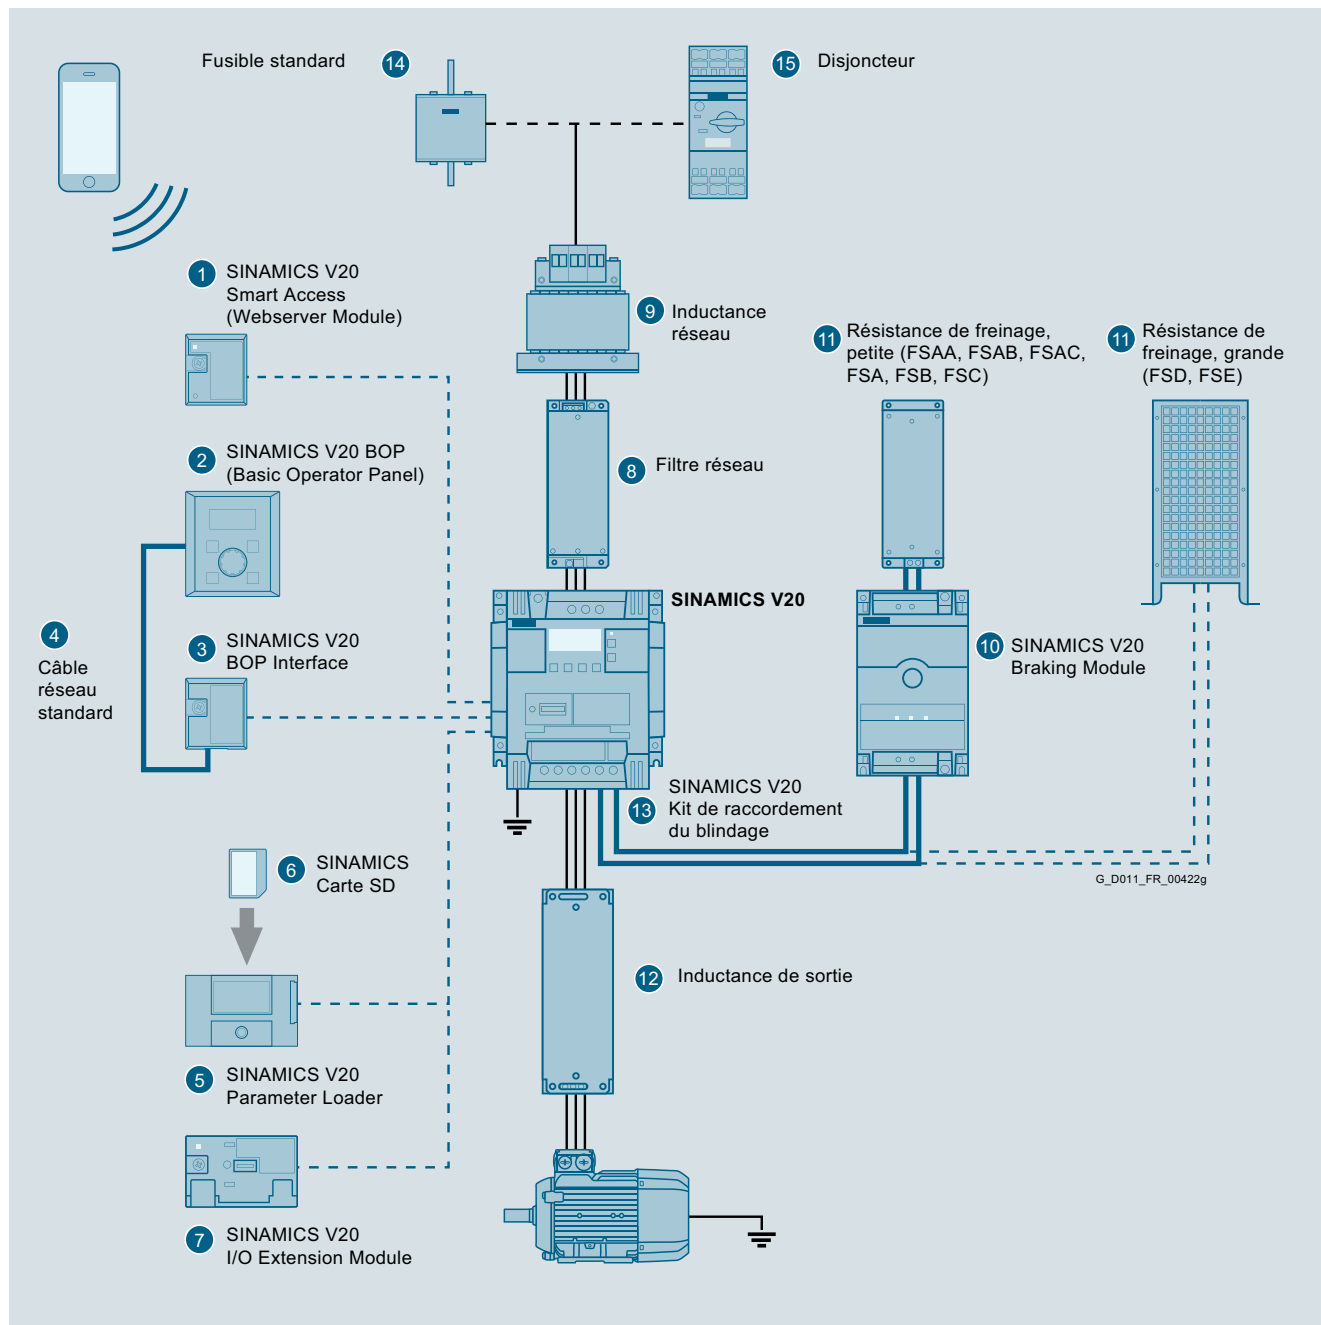 Fusible standard
14
15
Disjoncteur
1
SINAMICS V20
Smart Access
(Webserver Module)
9
Inductance
réseau
11
Résistance de freinage,
petite (FSAA, FSAB, FSAC,
FSA, FSB, FSC)
11
Résistance de
freinage, grande
(FSD, FSE)
2
SINAMICS V20 BOP
(Basic Operator Panel)
8
Filtre réseau
SINAMICS V20
4
Câble
réseau
standard
3
SINAMICS V20
BOP Interface
10
SINAMICS V20
Braking Module
13
SINAMICS V20
Kit de raccordement
du blindage
6
SINAMICS
Carte SD
G_D011_FR_00422g
12
Inductance de sortie
5
SINAMICS V20
Parameter Loader
7
SINAMICS V20
I/O Extension Module